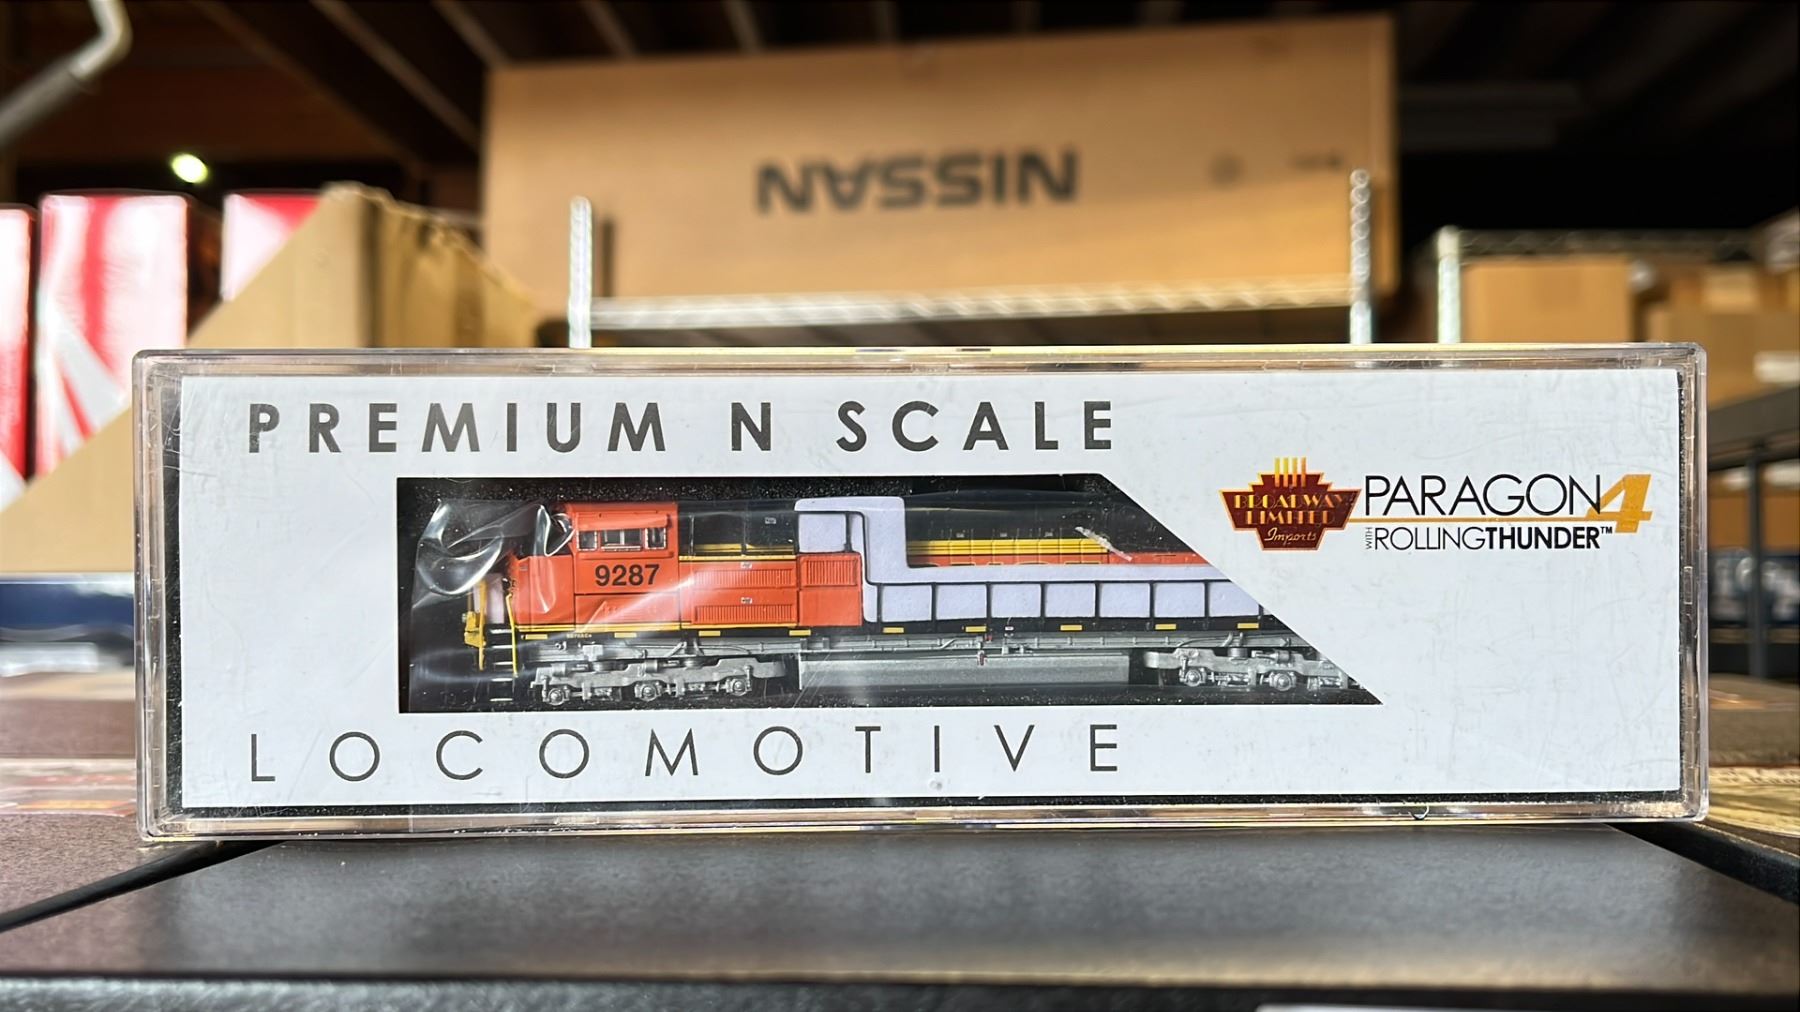 NISSAN
PREMIUM N SCALE
BROADWAY
LIMITED
Imports
PARAGON4
WITH ROLLINGTHUNDER™
9287
LOCOMOTIVE